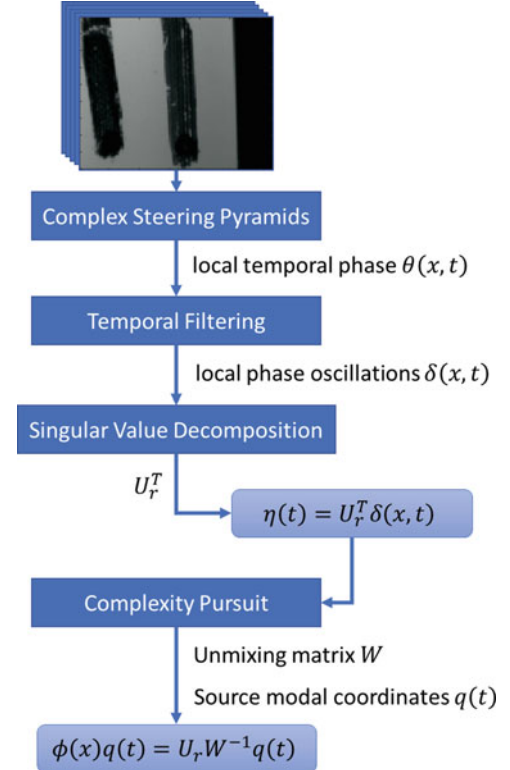 Complex Steering Pyramids
local temporal phase θ(x, t)
Temporal Filtering
local phase oscillations δ(x, t)
Singular Value Decomposition
U_r^T
η(t) = U_r^T δ(x, t)
Complexity Pursuit
Unmixing matrix W
Source modal coordinates q(t)
ϕ(x)q(t) = U_r W^{-1} q(t)